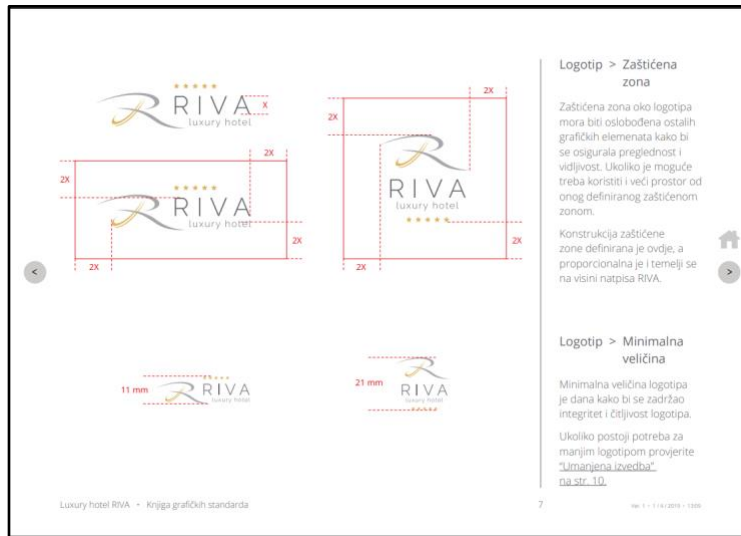 RIVA
luxury hotel
X
2X
2X
RIVA
luxury hotel
2X
2X
2X
2X
RIVA
luxury hotel
2X
2X
11 mm
RIVA
luxury hotel
21 mm
RIVA
luxury hotel
Logotip > Zaštićena
zona
Zaštićena zona oko logotipa
mora biti oslobođena ostalih
grafičkih elemenata kako bi
se osigurala preglednost i
vidljivost. Ukoliko je moguće
treba koristiti i veći prostor od
onog definiranog zaštićenom
zonom.
Konstrukcija zaštićene
zone definirana je ovdje, a
proporcionalna je i temelji se
na visini natpisa RIVA.
<
>
Logotip > Minimalna
veličina
Minimalna veličina logotipa
je dana kako bi se zadržao
integritet i čitljivost logotipa.
Ukoliko postoji potreba za
manjim logotipom provjerite
“Umanjena izvedba”
na str. 10.
Luxury hotel RIVA • Knjiga grafičkih standarda
7